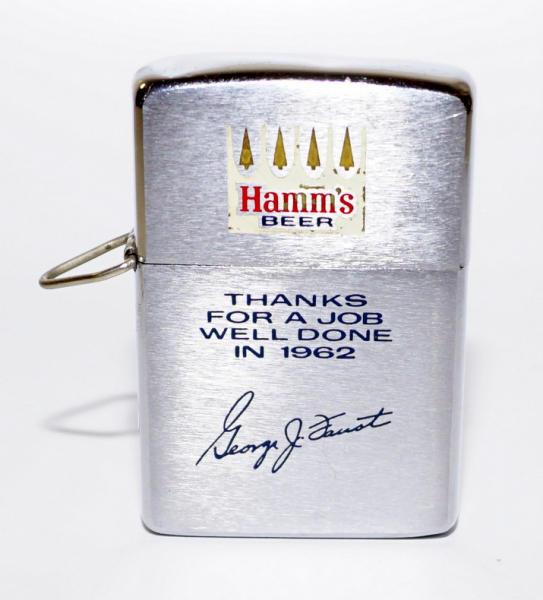 Hamm's
BEER
THANKS
FOR A JOB
WELL DONE
IN 1962
George J. Faust